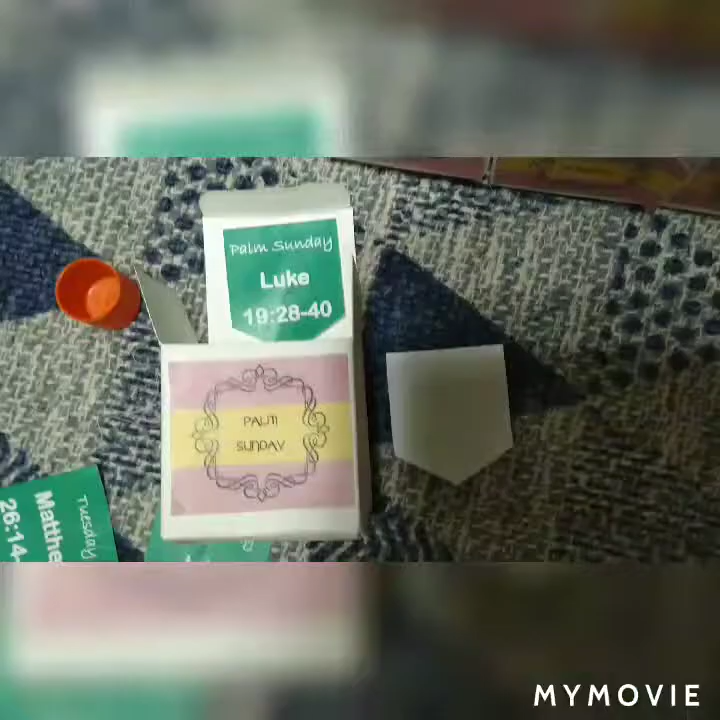 Palm Sunday
Luke
19:28-40
PALM
SUNDAY
Tuesday
Matthe
26:14-
MYMOVIE